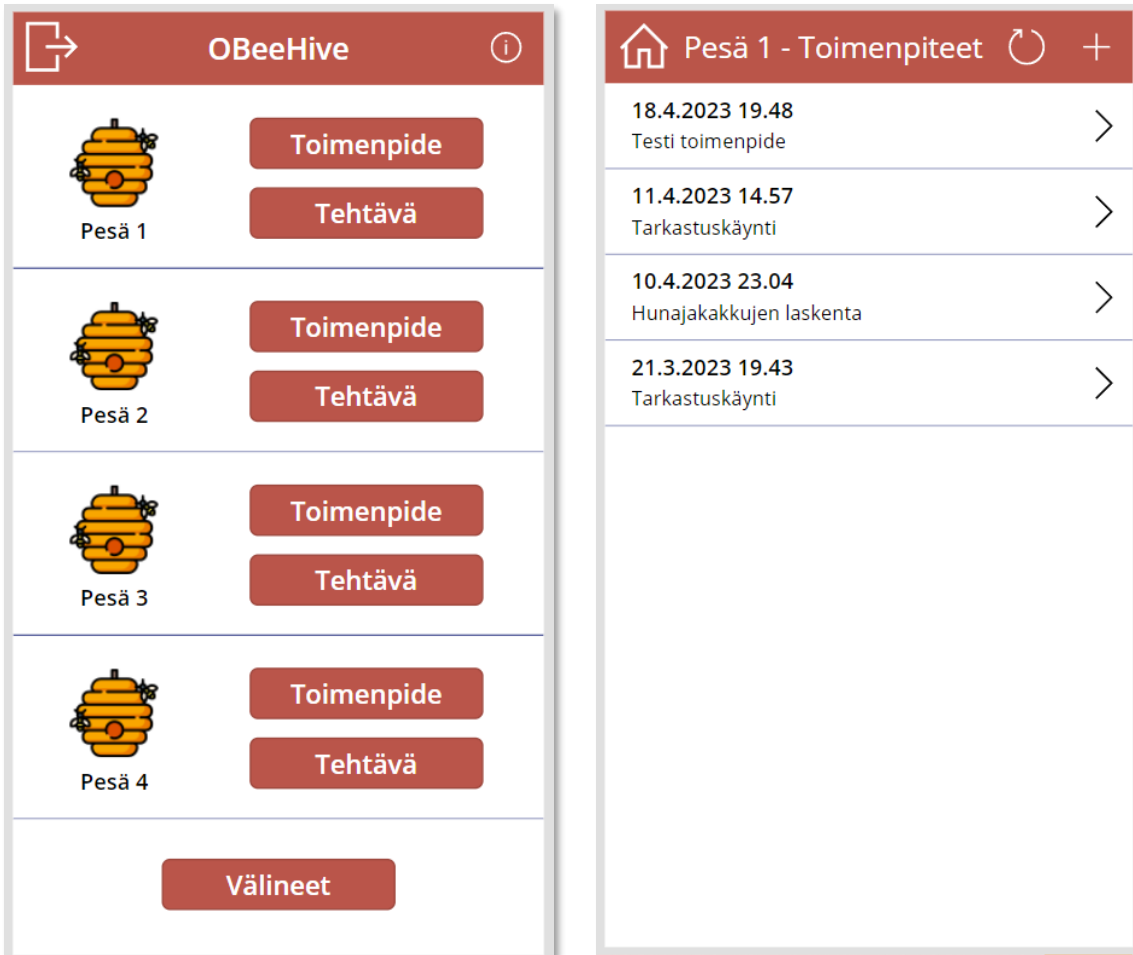 OBeeHive
Toimenpide
Tehtävä
Pesä 1
Toimenpide
Tehtävä
Pesä 2
Toimenpide
Tehtävä
Pesä 3
Toimenpide
Tehtävä
Pesä 4
Välineet
Pesä 1 - Toimenpiteet
18.4.2023 19.48
Testi toimenpide
11.4.2023 14.57
Tarkastuskäynti
10.4.2023 23.04
Hunajakakkujen laskenta
21.3.2023 19.43
Tarkastuskäynti